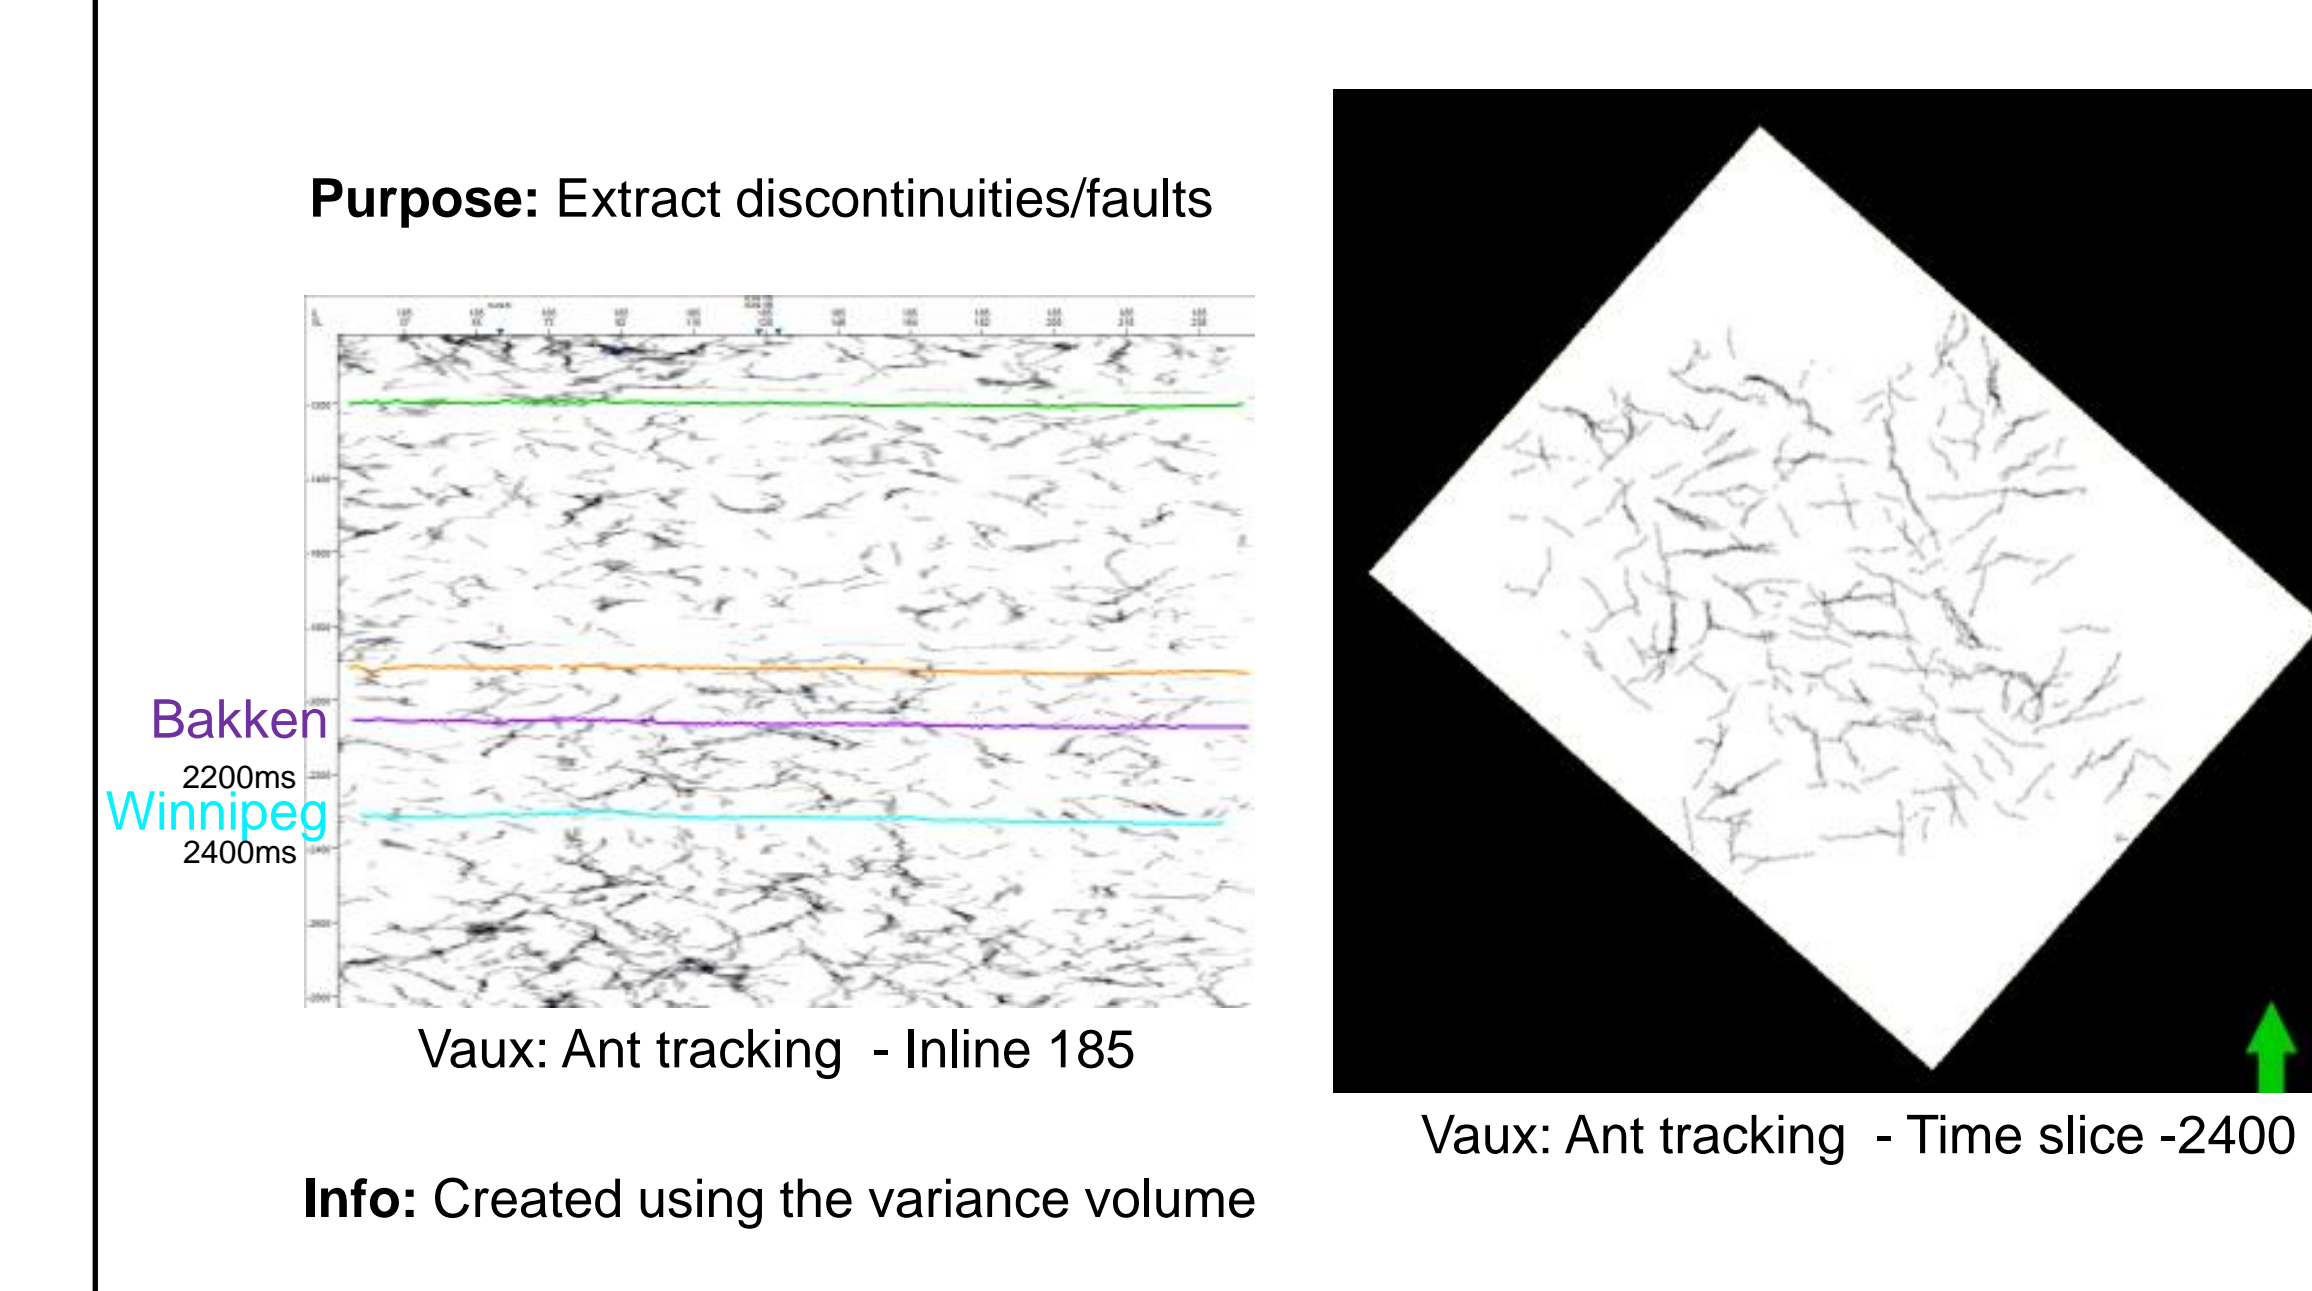 Purpose: Extract discontinuities/faults
Bakken
2200ms
Winnipeg
2400ms
Vaux: Ant tracking - Inline 185
Vaux: Ant tracking - Time slice -2400
Info: Created using the variance volume